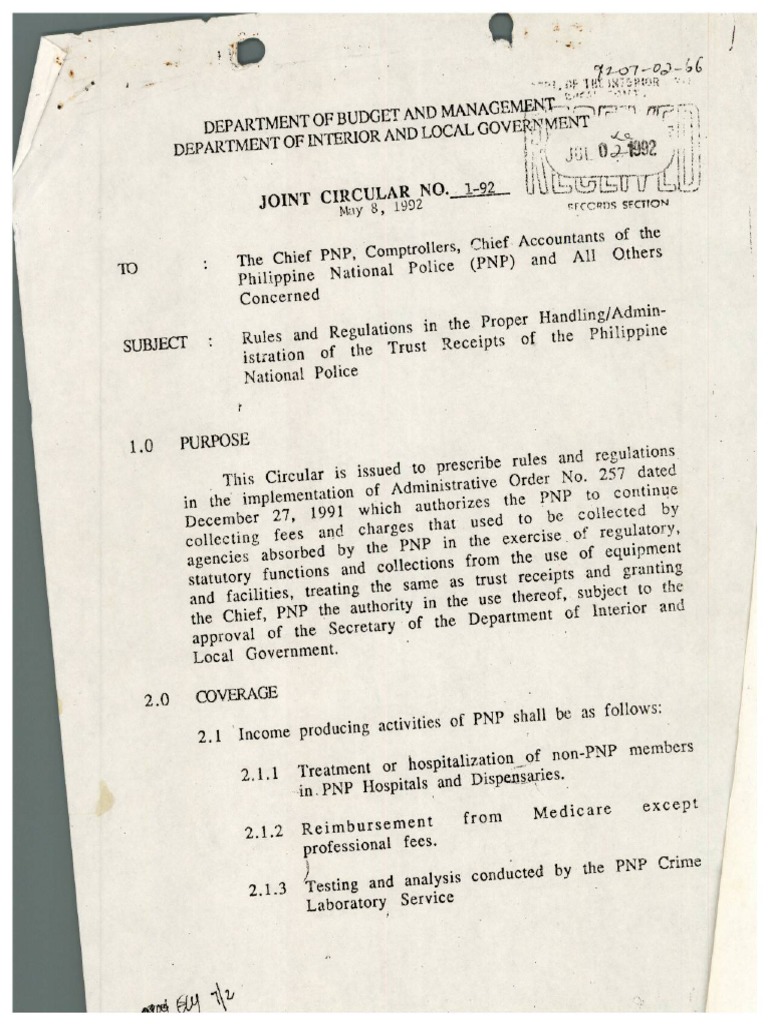 9207-02-66
OF THE INTERIOR
DEPARTMENT OF BUDGET AND MANAGEMENT
DEPARTMENT OF INTERIOR AND LOCAL GOVERNMENT
JUL 02 1992
RECEIVED
RECORDS SECTION
JOINT CIRCULAR NO. 1-92
May 8, 1992
TO : The Chief PNP, Comptrollers, Chief Accountants of the
Philippine National Police (PNP) and All Others
Concerned
SUBJECT : Rules and Regulations in the Proper Handling/Admin-
istration of the Trust Receipts of the Philippine
National Police
1.0 PURPOSE
This Circular is issued to prescribe rules and regulations
in the implementation of Administrative Order No. 257 dated
December 27, 1991 which authorizes the PNP to continue
collecting fees and charges that used to be collected by
agencies absorbed by the PNP in the exercise of regulatory,
statutory functions and collections from the use of equipment
and facilities, treating the same as trust receipts and granting
the Chief, PNP the authority in the use thereof, subject to the
approval of the Secretary of the Department of Interior and
Local Government.
2.0 COVERAGE
2.1 Income producing activities of PNP shall be as follows:
2.1.1 Treatment or hospitalization of non-PNP members
in PNP Hospitals and Dispensaries.
2.1.2 Reimbursement from Medicare except
professional fees.
2.1.3 Testing and analysis conducted by the PNP Crime
Laboratory Service
7/2